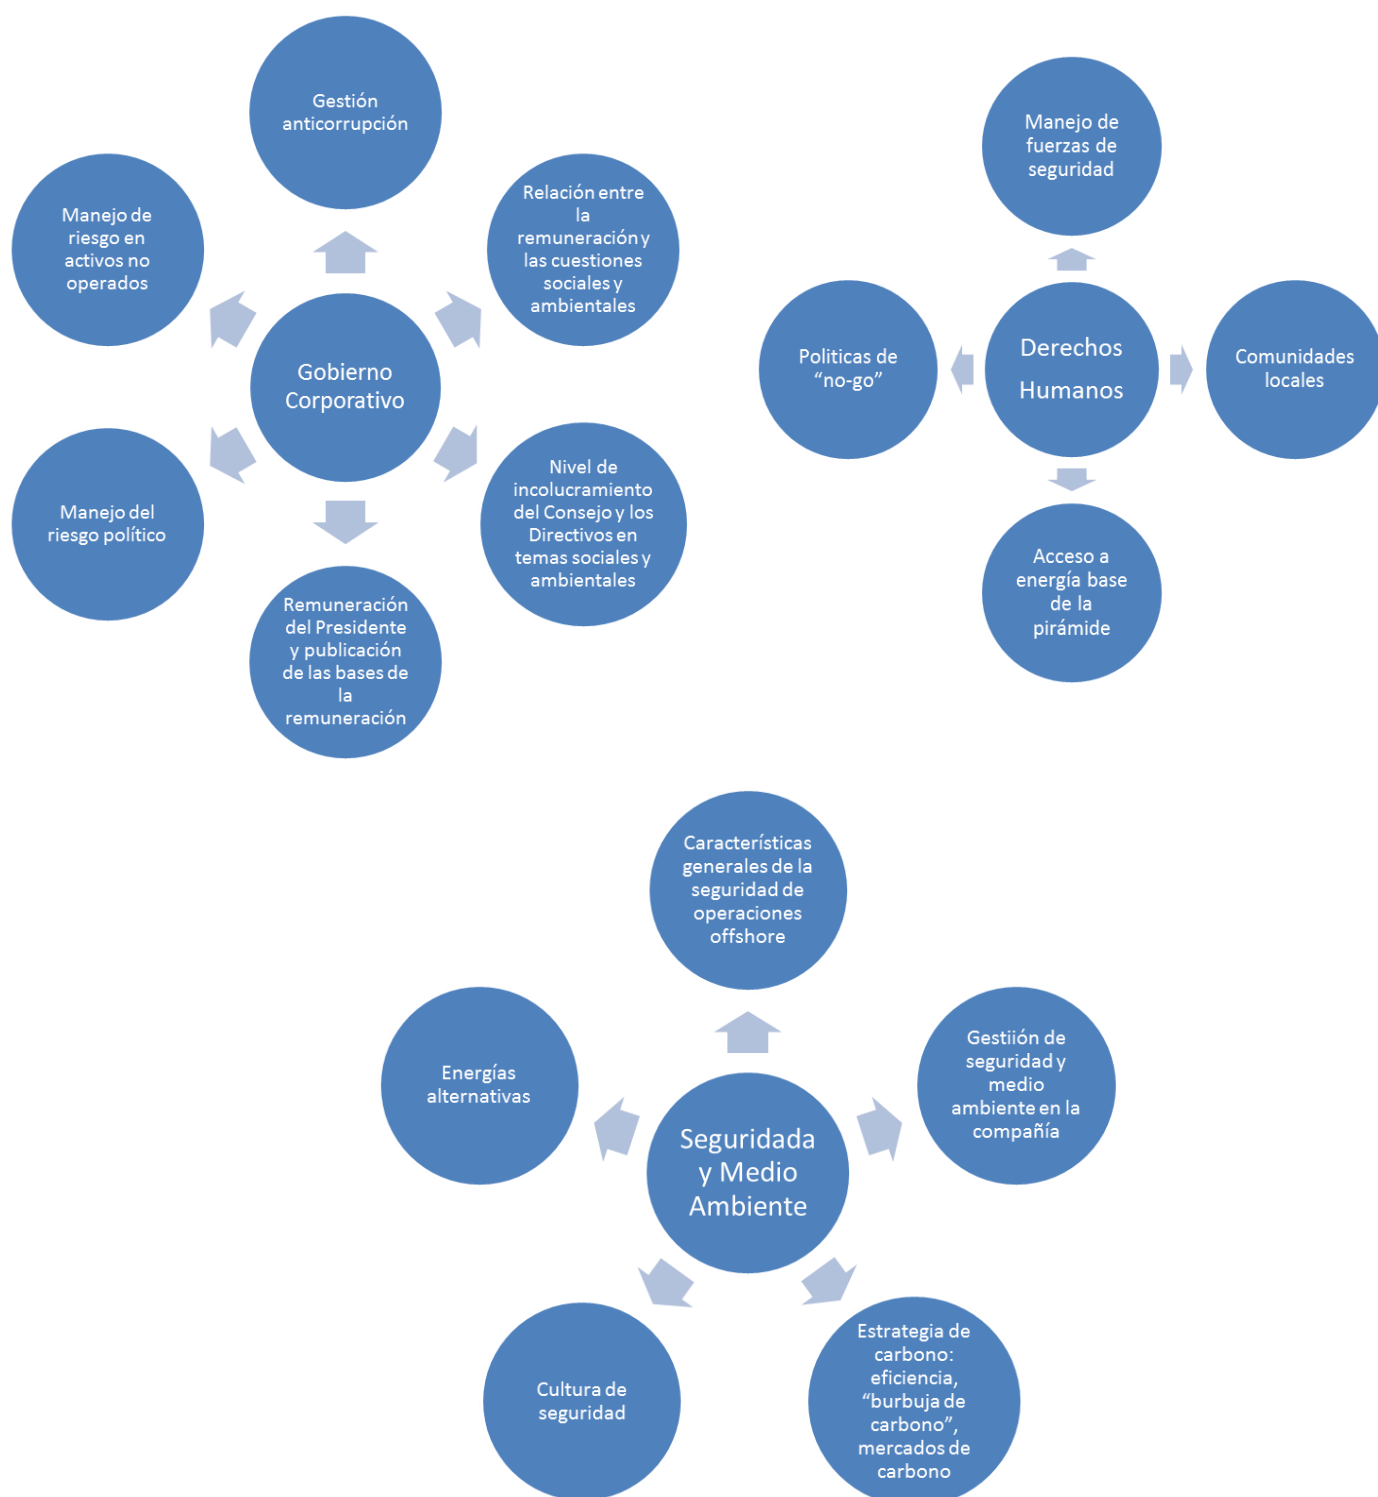 Gestión
anticorrupción
Relación entre
la
remuneración y
las cuestiones
sociales y
ambientales
Nivel de
incolucramiento
del Consejo y los
Directivos en
temas sociales y
ambientales
Remuneración
del Presidente
y publicación
de las bases de
la
remuneración
Manejo del
riesgo político
Manejo de
riesgo en
activos no
operados
Gobierno
Corporativo
Manejo de
fuerzas de
seguridad
Comunidades
locales
Acceso a
energía base
de la
pirámide
Politicas de
“no-go”
Derechos
Humanos
Características
generales de la
seguridad de
operaciones
offshore
Gestiión de
seguridad y
medio
ambiente en la
compañía
Estrategia de
carbono:
eficiencia,
“burbuja de
carbono”,
mercados de
carbono
Cultura de
seguridad
Energías
alternativas
Seguridada
y Medio
Ambiente